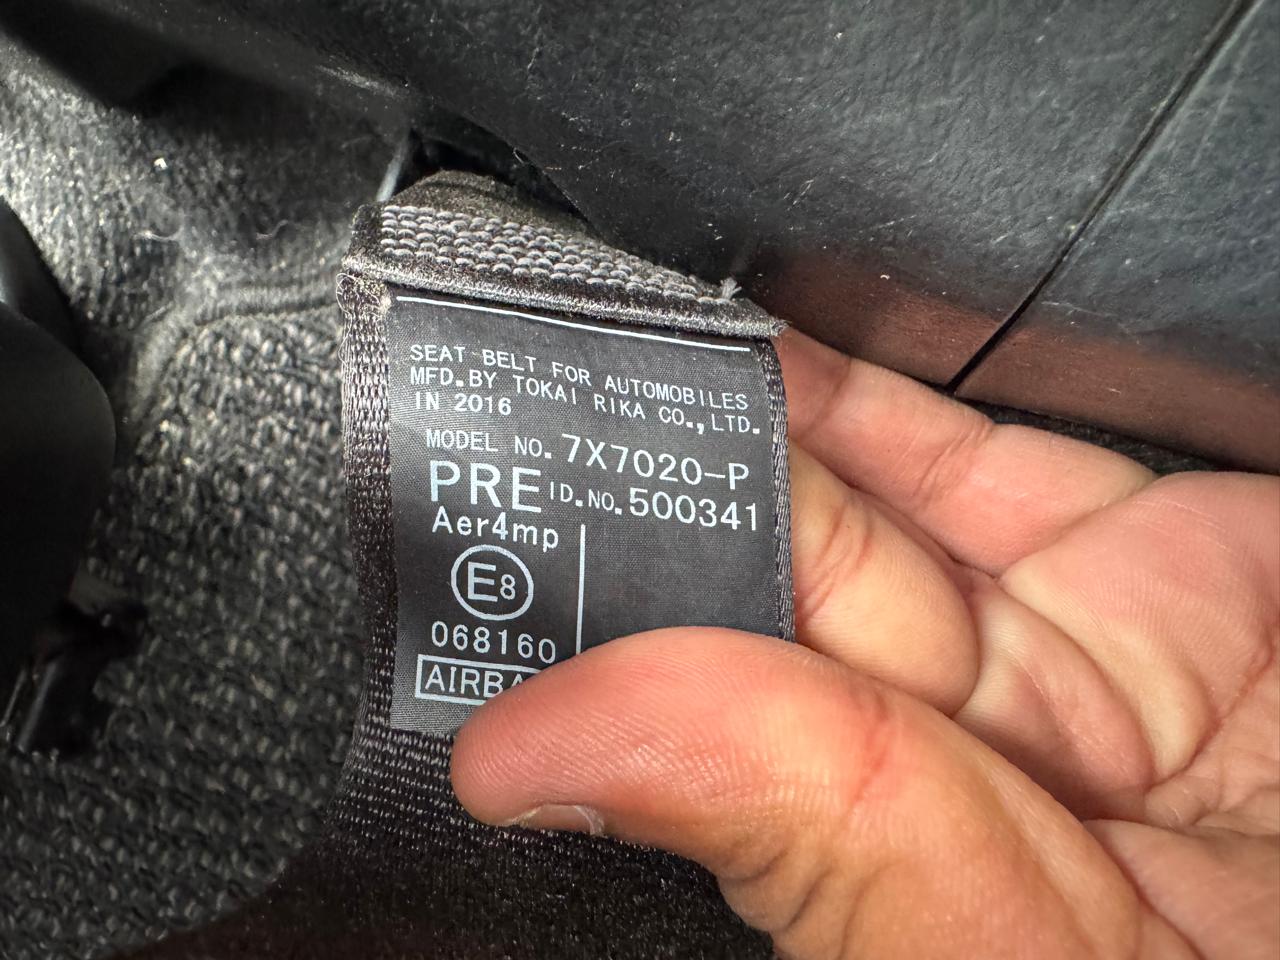 SEAT BELT FOR AUTOMOBILES
MFD.BY TOKAI RIKA CO.,LTD.
IN 2016
MODEL NO. 7X7020-P
PRE ID.NO. 500341
Aer4mp
E8
068160